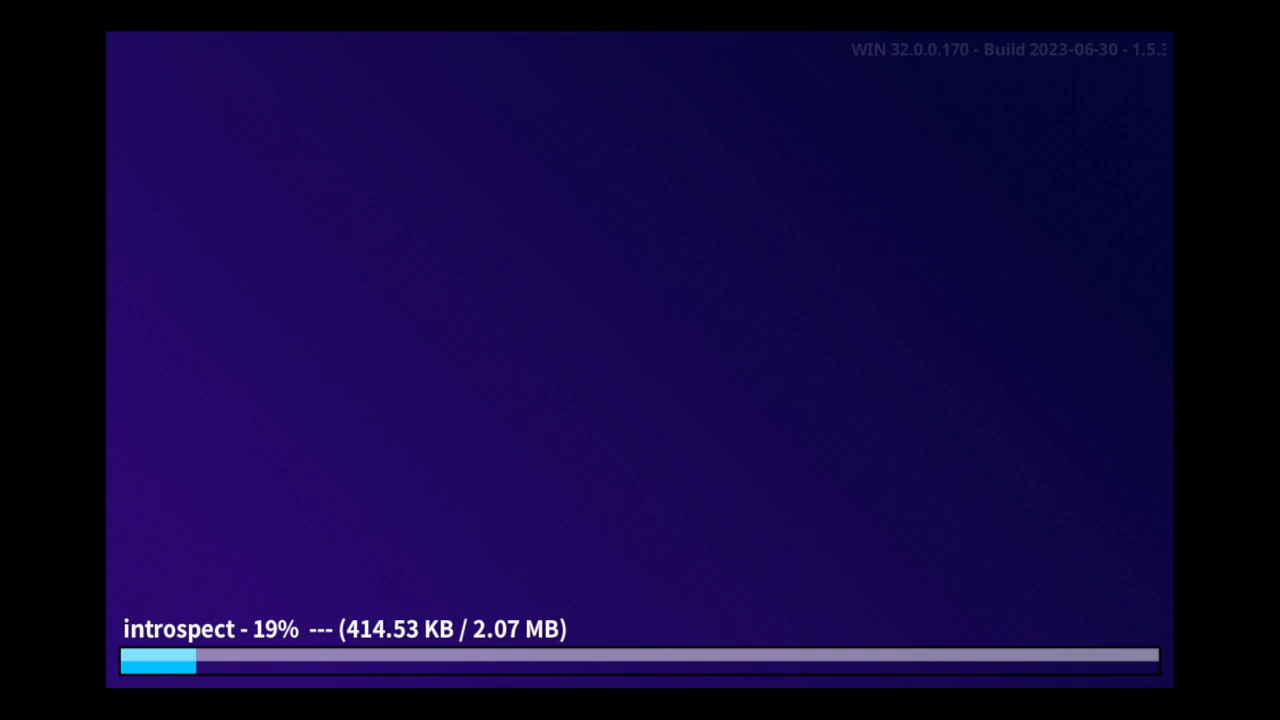 WIN 32.0.0.170 - Build 2023-06-30 - 1.5.
introspect - 19% --- (414.53 KB / 2.07 MB)